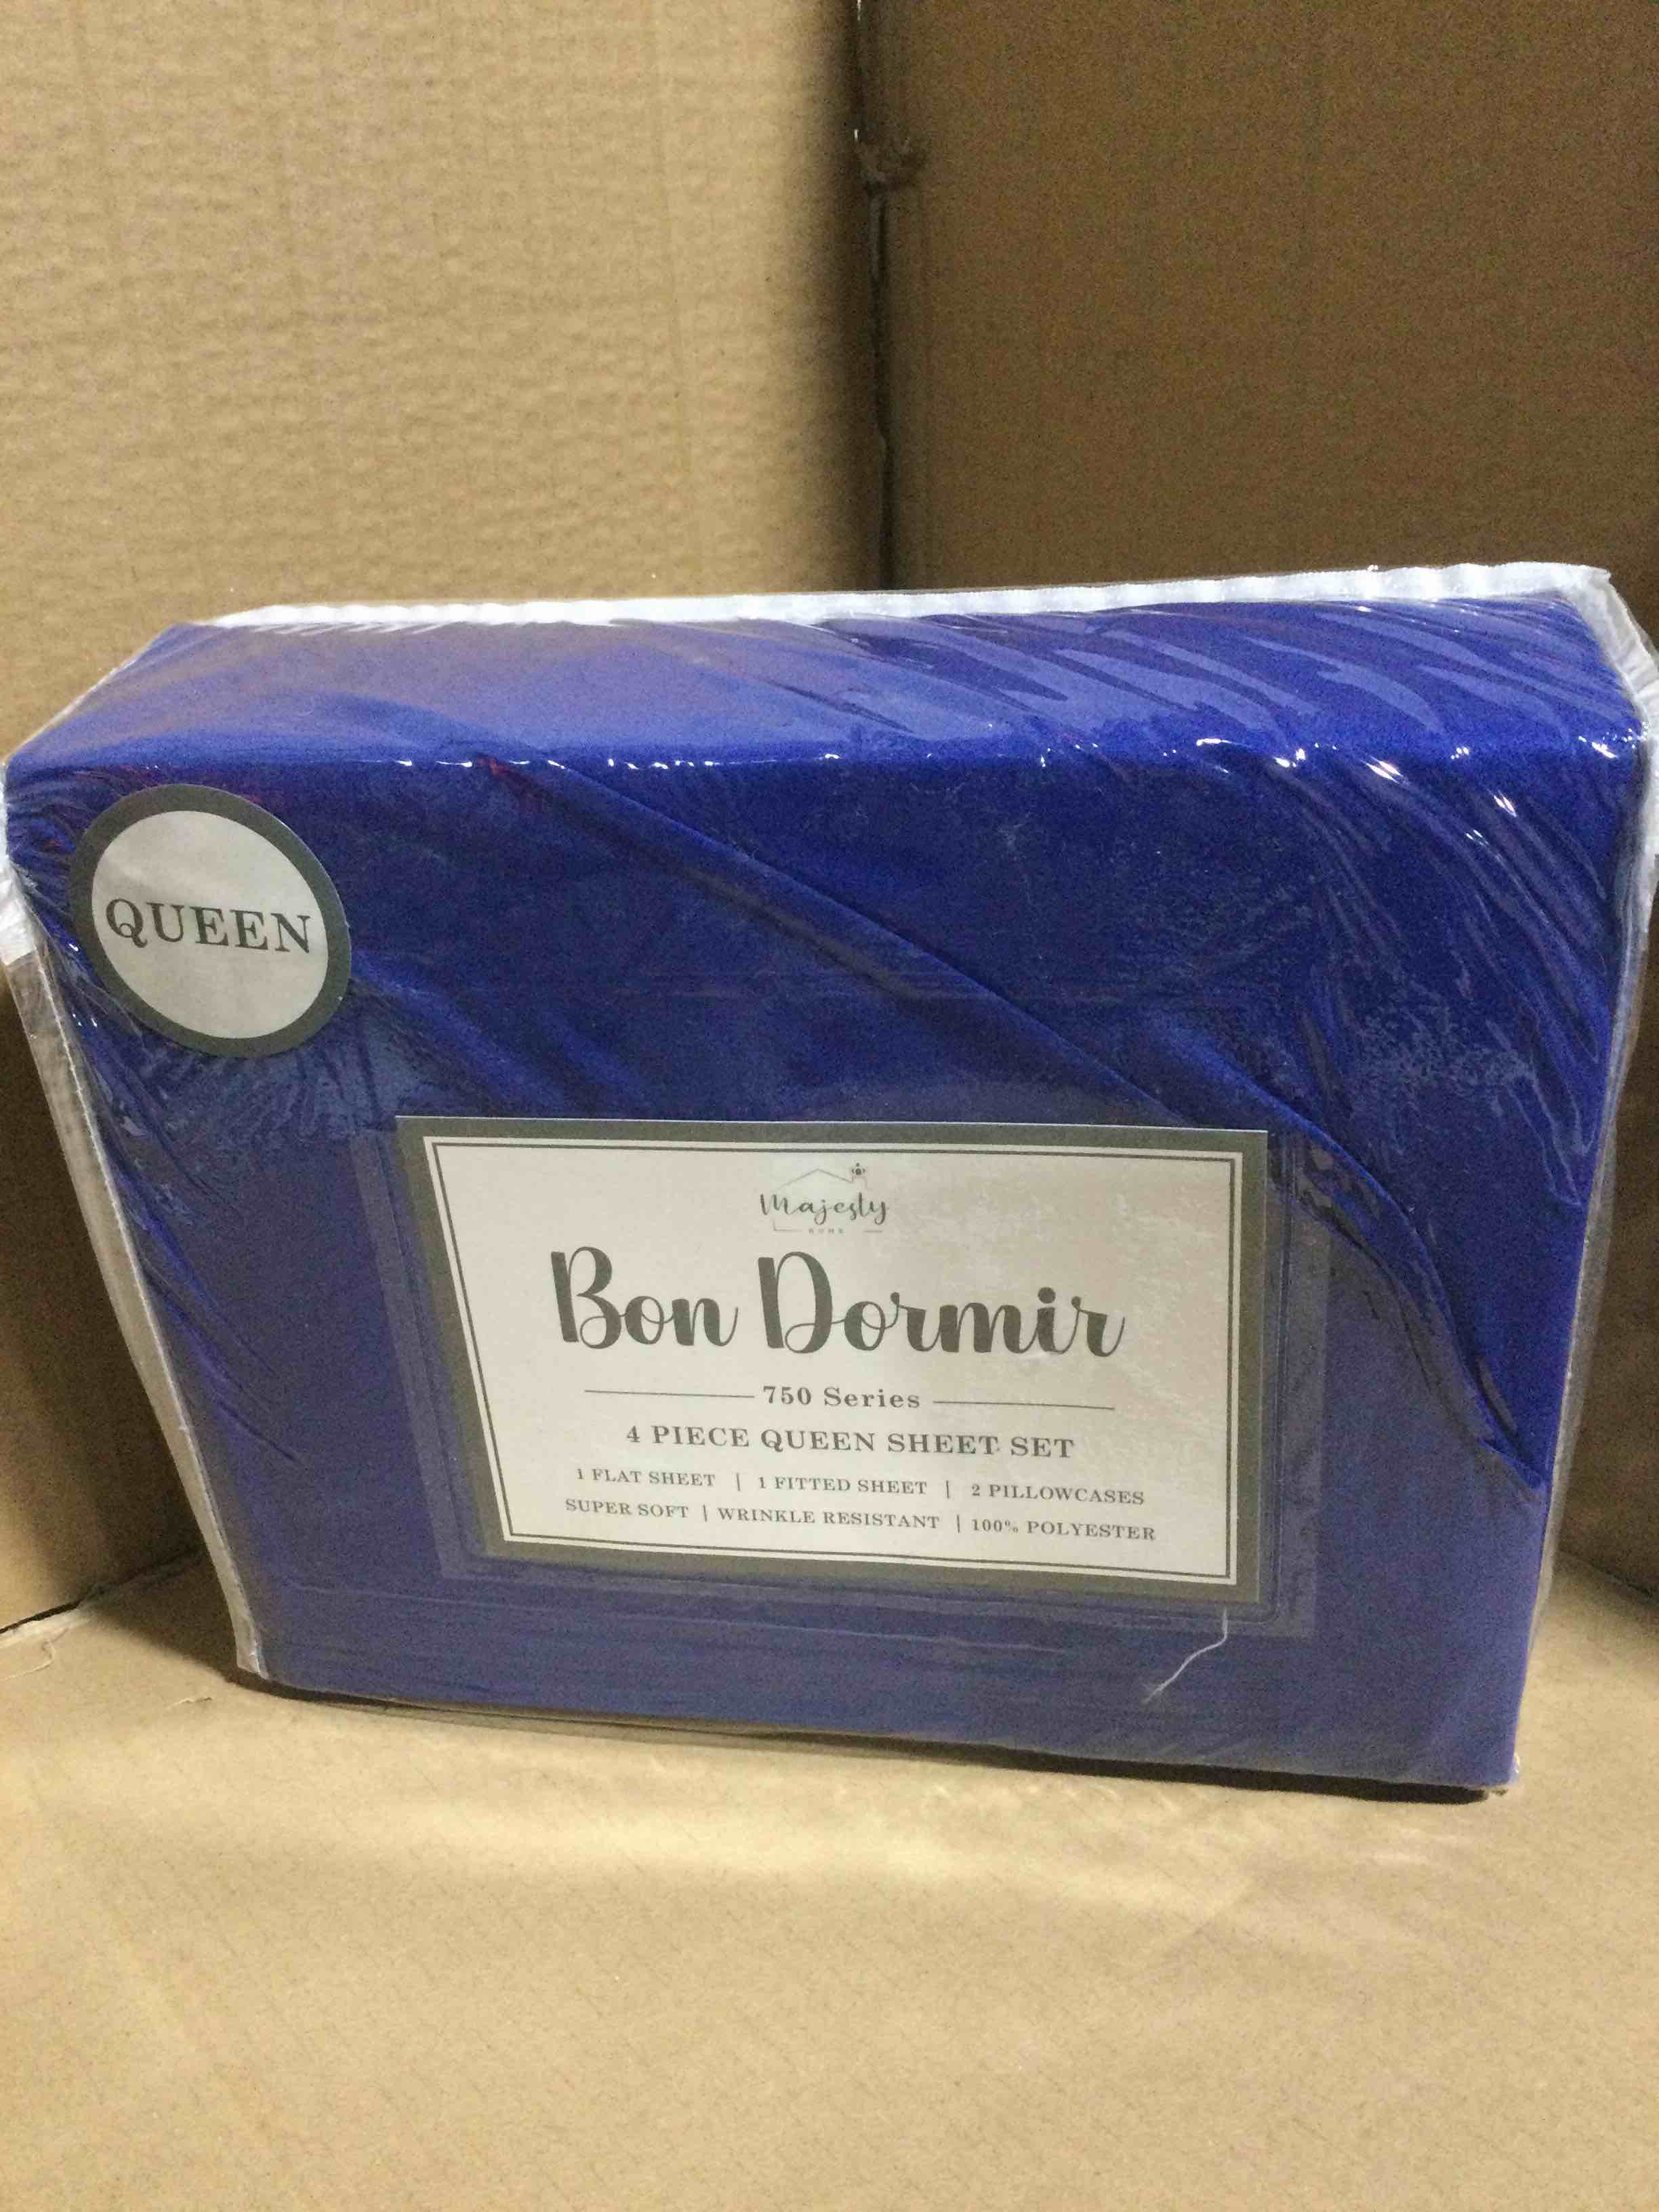 QUEEN
Majesty
HOME
Bon Dormir
750 Series
4 PIECE QUEEN SHEET SET
1 FLAT SHEET | 1 FITTED SHEET | 2 PILLOWCASES
SUPER SOFT | WRINKLE RESISTANT | 100% POLYESTER